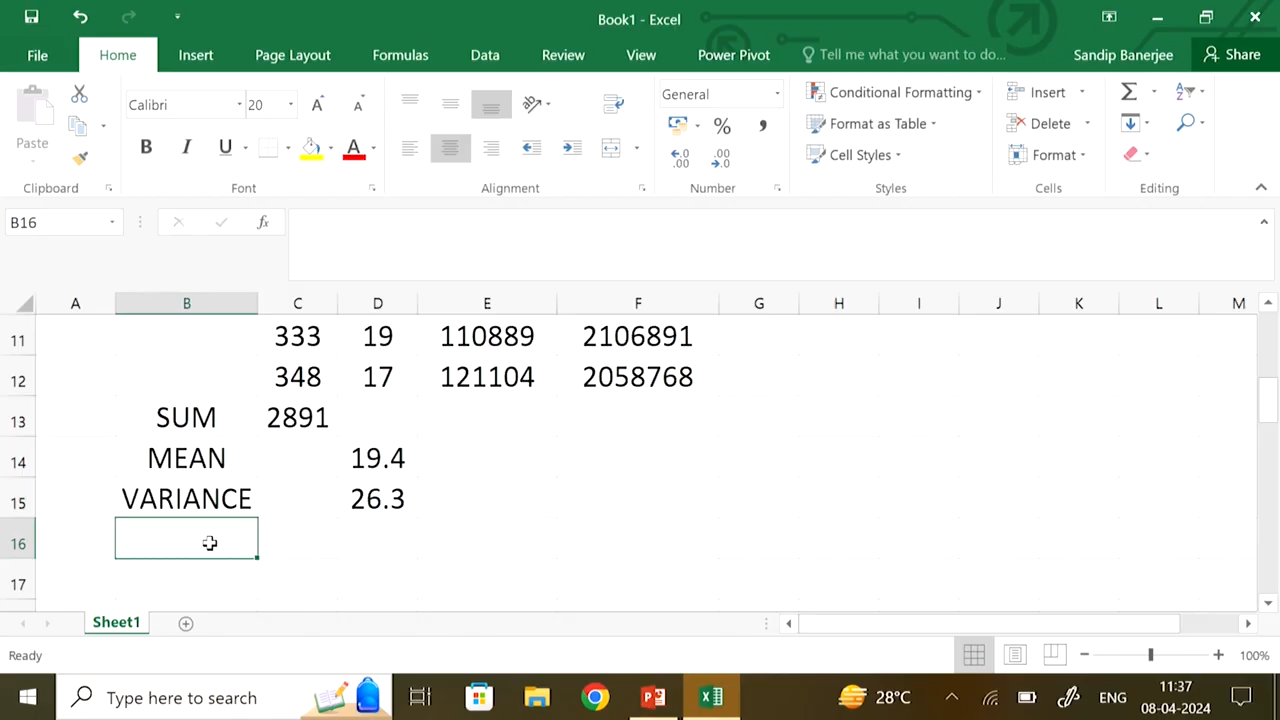 Book1 - Excel
File Home Insert Page Layout Formulas Data Review View Power Pivot Tell me what you want to do... Sandip Banerjee Share
Paste
Calibri 20
B I U A
General
%
Conditional Formatting
Format as Table
Cell Styles
Insert
Delete
Format
Clipboard Font Alignment Number Styles Cells Editing
B16 fx
A B C D E F G H I J K L M
11 333 19 110889 2106891
12 348 17 121104 2058768
13 SUM 2891
14 MEAN 19.4
15 VARIANCE 26.3
16
17
Sheet1
Ready 100%
Type here to search 28°C ENG 11:37
08-04-2024